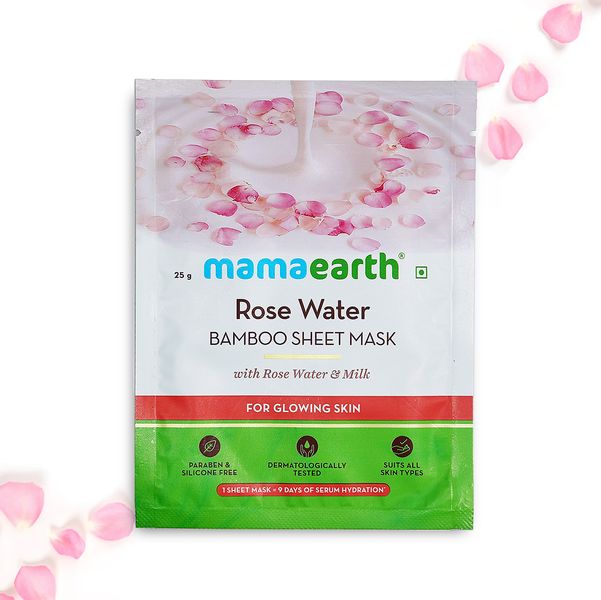 25 g mamaearth®
Rose Water
BAMBOO SHEET MASK
with Rose Water & Milk
FOR GLOWING SKIN
PARABEN & SILICONE FREE
DERMATOLOGICALLY TESTED
SUITS ALL SKIN TYPES
1 SHEET MASK = 9 DAYS OF SERUM HYDRATION*